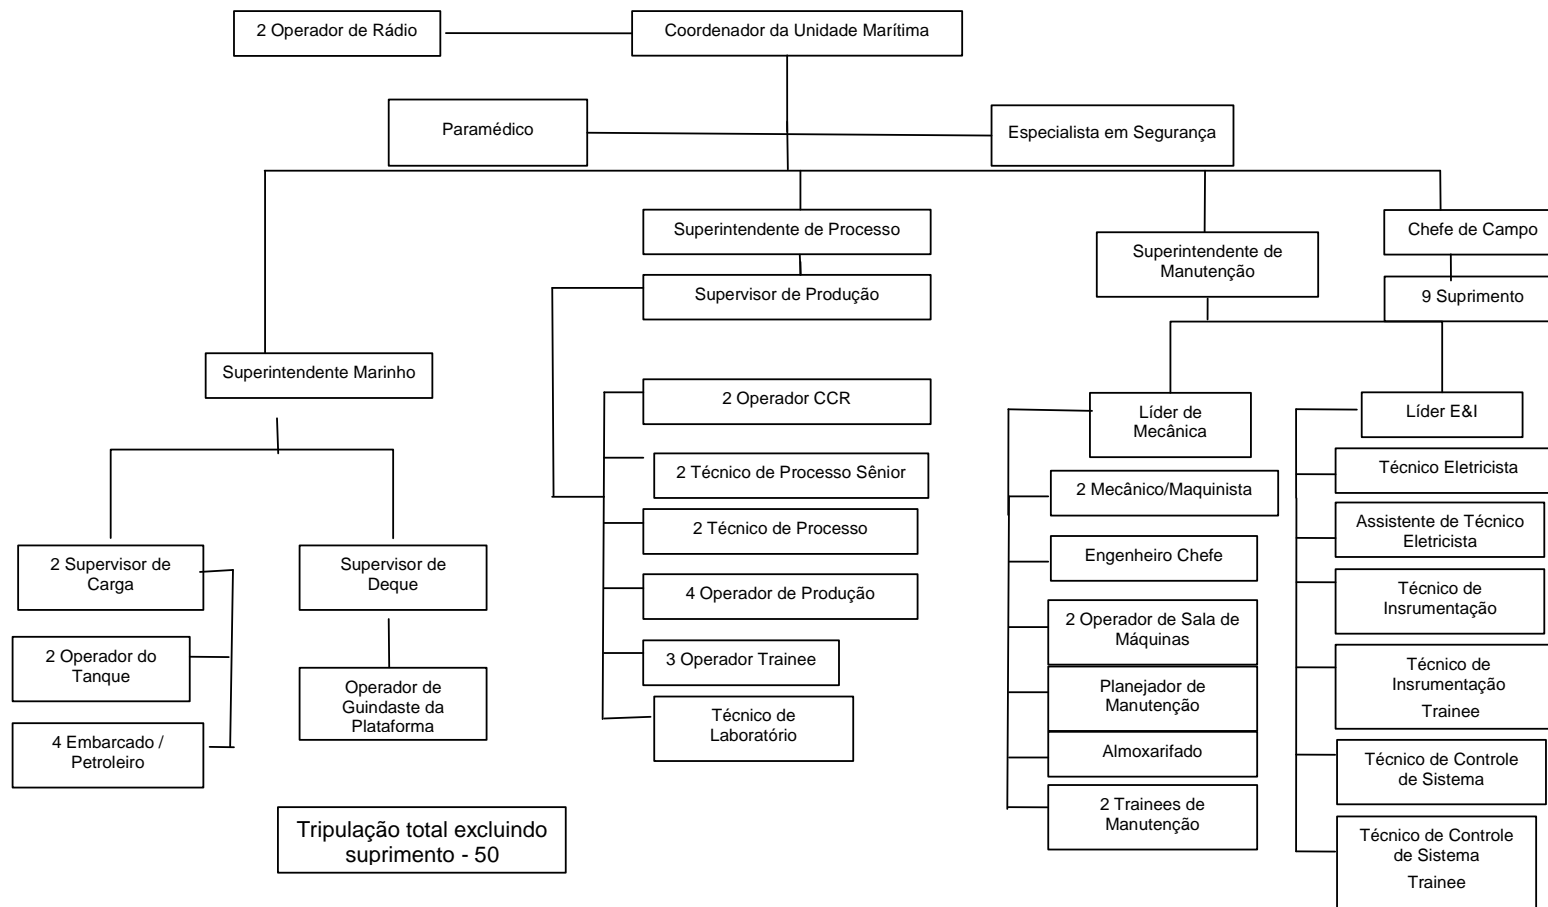 2 Operador de Rádio
Coordenador da Unidade Marítima
Paramédico
Especialista em Segurança
Superintendente de Processo
Chefe de Campo
Superintendente de
Manutenção
Supervisor de Produção
9 Suprimento
Superintendente Marinho
2 Operador CCR
Líder de
Mecânica
Líder E&I
2 Técnico de Processo Sênior
2 Mecânico/Maquinista
Técnico Eletricista
2 Técnico de Processo
Assistente de Técnico
Eletricista
2 Supervisor de
Carga
Supervisor de
Deque
Engenheiro Chefe
4 Operador de Produção
Técnico de
Insrumentação
2 Operador de Sala de
Máquinas
2 Operador do
Tanque
3 Operador Trainee
Técnico de
Insrumentação
Trainee
Operador de
Guindaste da
Plataforma
Planejador de
Manutenção
Técnico de
Laboratório
4 Embarcado /
Petroleiro
Almoxarifado
Técnico de Controle
de Sistema
2 Trainees de
Manutenção
Tripulação total excluindo
suprimento - 50
Técnico de Controle
de Sistema
Trainee